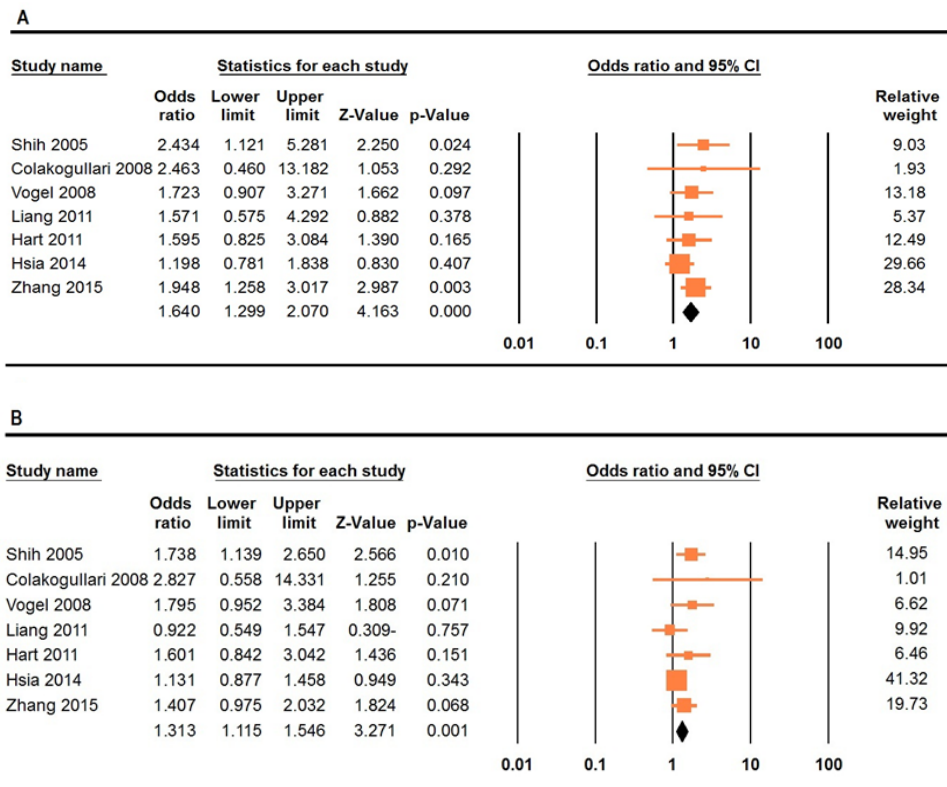 A
Study name Statistics for each study Odds ratio and 95% CI
Odds Lower Upper Relative
ratio limit limit Z-Value p-Value weight
Shih 2005 2.434 1.121 5.281 2.250 0.024 9.03
Colakogullari 2008 2.463 0.460 13.182 1.053 0.292 1.93
Vogel 2008 1.723 0.907 3.271 1.662 0.097 13.18
Liang 2011 1.571 0.575 4.292 0.882 0.378 5.37
Hart 2011 1.595 0.825 3.084 1.390 0.165 12.49
Hsia 2014 1.198 0.781 1.838 0.830 0.407 29.66
Zhang 2015 1.948 1.258 3.017 2.987 0.003 28.34
1.640 1.299 2.070 4.163 0.000
0.01 0.1 1 10 100
B
Study name Statistics for each study Odds ratio and 95% CI
Odds Lower Upper Relative
ratio limit limit Z-Value p-Value weight
Shih 2005 1.738 1.139 2.650 2.566 0.010 14.95
Colakogullari 2008 2.827 0.558 14.331 1.255 0.210 1.01
Vogel 2008 1.795 0.952 3.384 1.808 0.071 6.62
Liang 2011 0.922 0.549 1.547 0.309- 0.757 9.92
Hart 2011 1.601 0.842 3.042 1.436 0.151 6.46
Hsia 2014 1.131 0.877 1.458 0.949 0.343 41.32
Zhang 2015 1.407 0.975 2.032 1.824 0.068 19.73
1.313 1.115 1.546 3.271 0.001
0.01 0.1 1 10 100